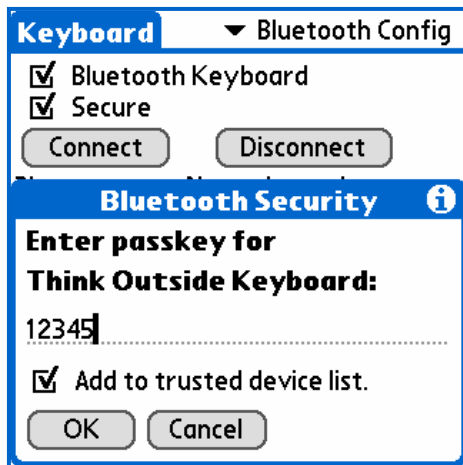 Keyboard
Bluetooth Config
Bluetooth Keyboard
Secure
Connect Disconnect
Bluetooth Security
Enter passkey for
Think Outside Keyboard:
12345
Add to trusted device list.
OK Cancel